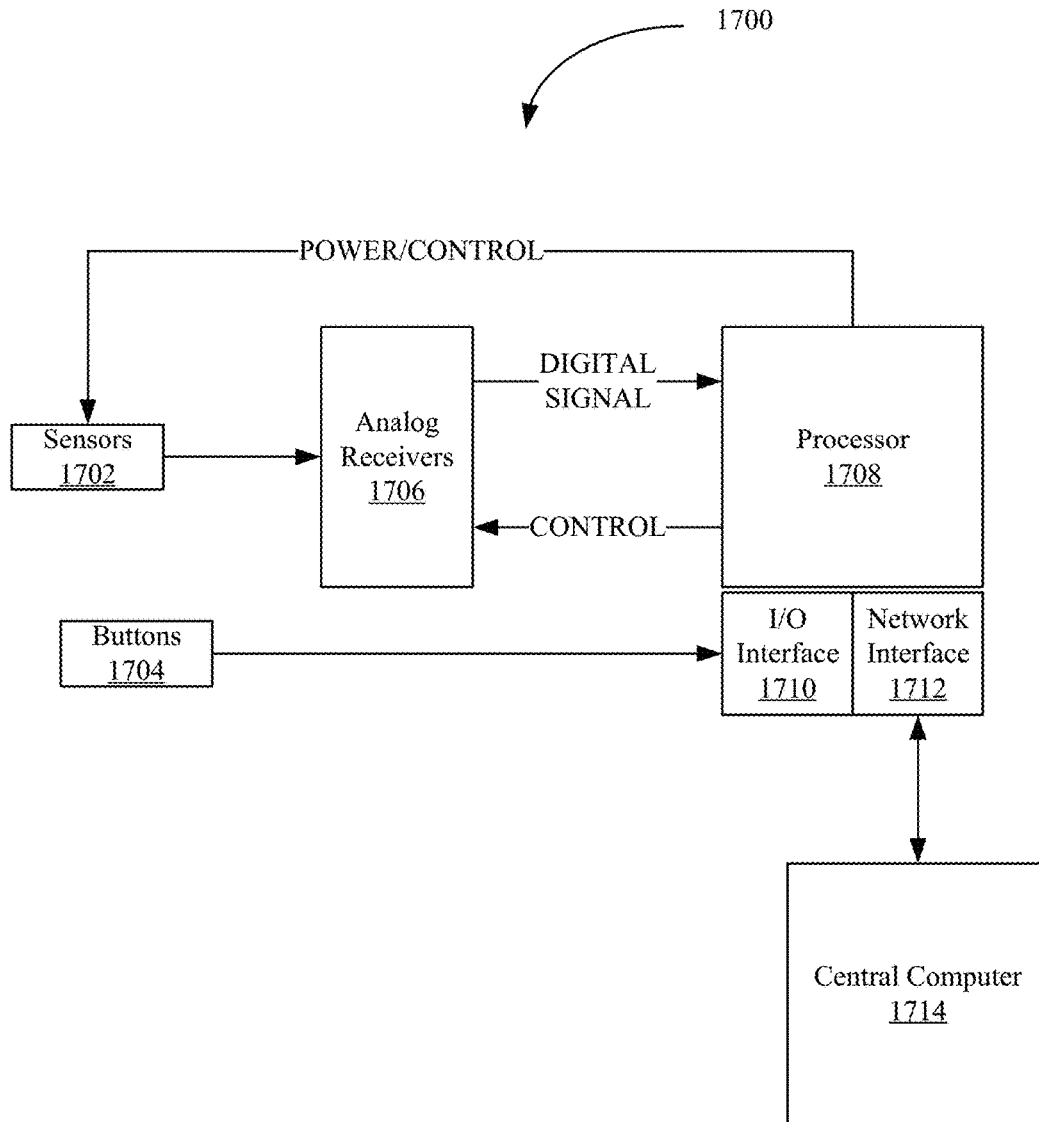 1700
POWER/CONTROL
Sensors
1702
Analog
Receivers
1706
DIGITAL
SIGNAL
CONTROL
Processor
1708
Buttons
1704
I/O
Interface
1710
Network
Interface
1712
Central Computer
1714